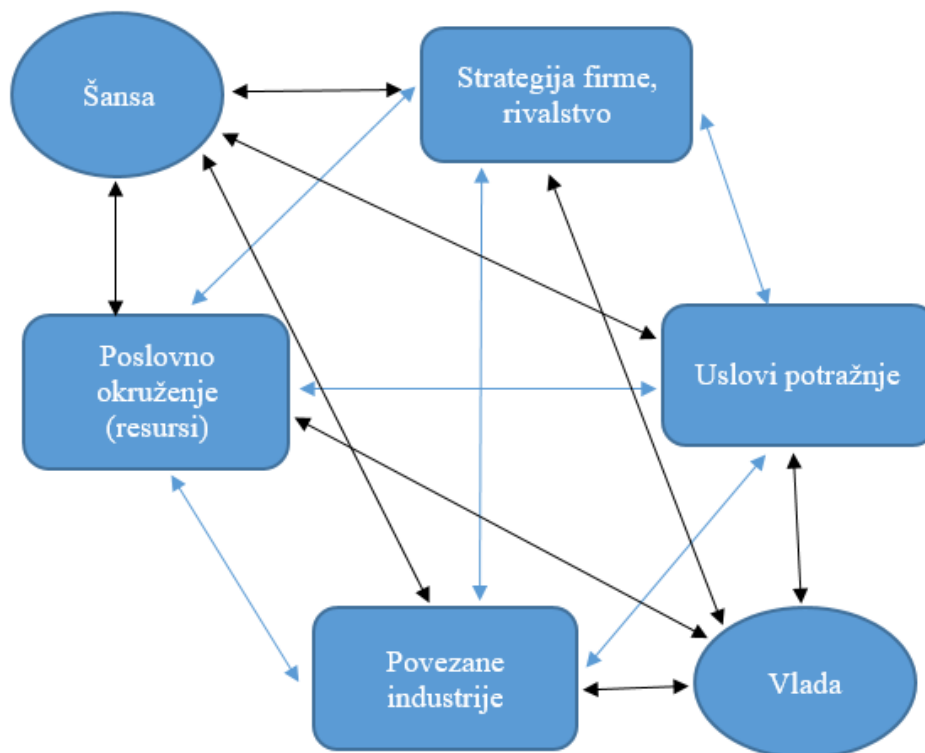 Šansa
Strategija firme,
rivalstvo
Poslovno
okruženje
(resursi)
Uslovi potražnje
Povezane
industrije
Vlada